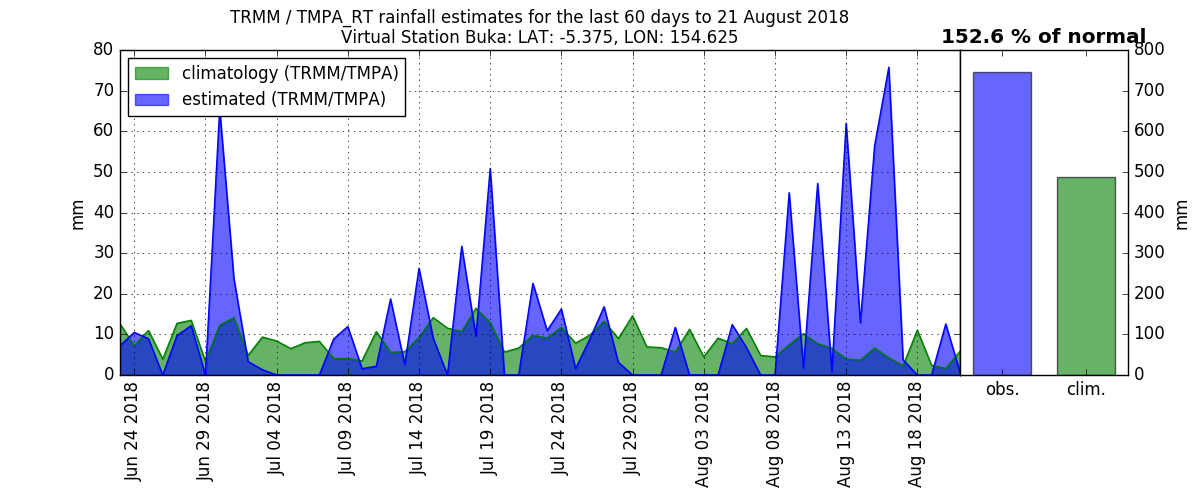 TRMM / TMPA_RT rainfall estimates for the last 60 days to 21 August 2018
Virtual Station Buka: LAT: -5.375, LON: 154.625
152.6 % of normal
climatology (TRMM/TMPA)
estimated (TRMM/TMPA)
80
70
60
50
40
30
20
10
0
mm
800
700
600
500
400
300
200
100
0
mm
Jun 24 2018
Jun 29 2018
Jul 04 2018
Jul 09 2018
Jul 14 2018
Jul 19 2018
Jul 24 2018
Jul 29 2018
Aug 03 2018
Aug 08 2018
Aug 13 2018
Aug 18 2018
obs.
clim.